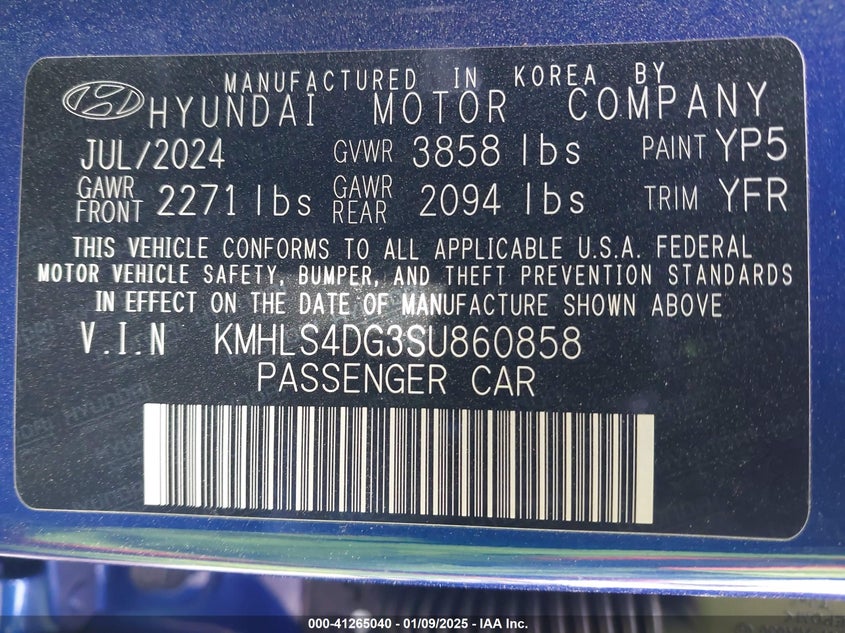 MANUFACTURED IN KOREA BY
HYUNDAI MOTOR COMPANY
JUL/2024 GVWR 3858 lbs PAINT YP5
GAWR FRONT 2271 lbs GAWR REAR 2094 lbs TRIM YFR
THIS VEHICLE CONFORMS TO ALL APPLICABLE U.S.A. FEDERAL
MOTOR VEHICLE SAFETY, BUMPER, AND THEFT PREVENTION STANDARDS
IN EFFECT ON THE DATE OF MANUFACTURE SHOWN ABOVE
V.I.N KMHLS4DG3SU860858
PASSENGER CAR
000-41265040 - 01/09/2025 - IAA Inc.